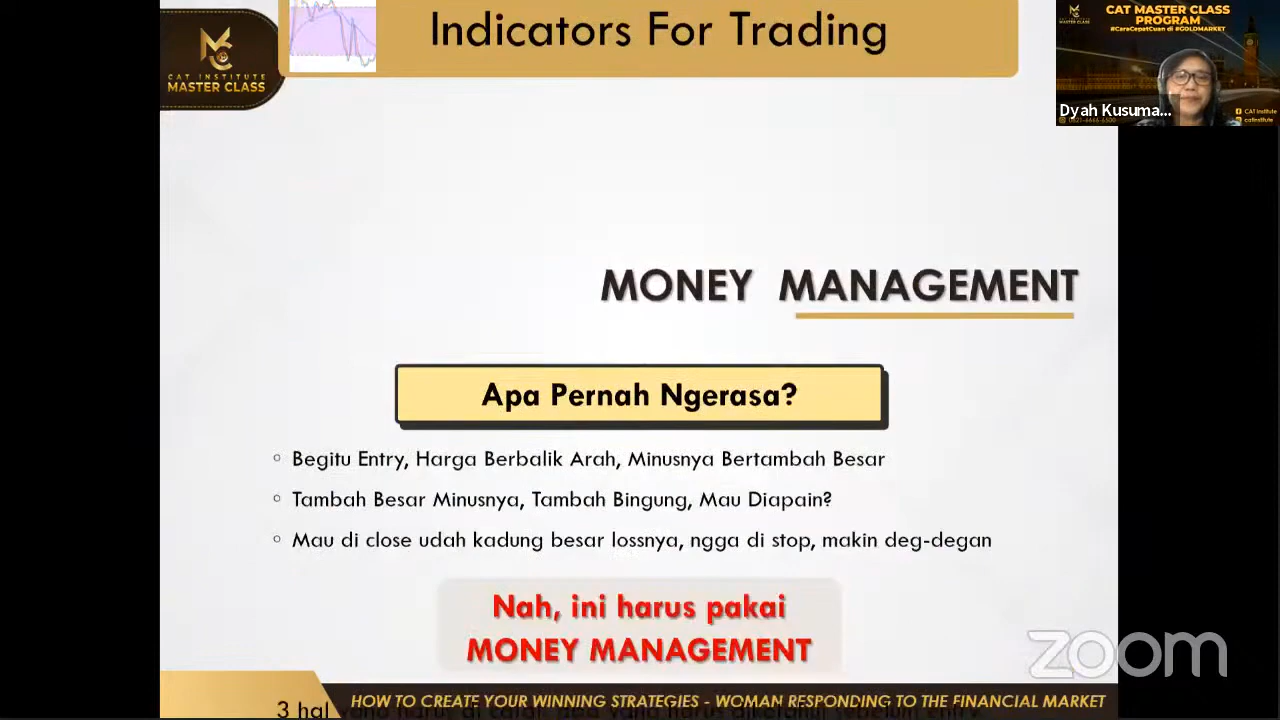 Indicators For Trading
CAT INSTITUTE
MASTER CLASS
CAT MASTER CLASS
PROGRAM
#CaraCepatCuan di #GOLDMARKET
Dyah Kusuma...
CAT Institute
catinstitute
MONEY MANAGEMENT
Apa Pernah Ngerasa?
Begitu Entry, Harga Berbalik Arah, Minusnya Bertambah Besar
Tambah Besar Minusnya, Tambah Bingung, Mau Diapain?
Mau di close udah kadung besar lossnya, ngga di stop, makin deg-degan
Nah, ini harus pakai
MONEY MANAGEMENT
zoom
HOW TO CREATE YOUR WINNING STRATEGIES - WOMAN RESPONDING TO THE FINANCIAL MARKET
3 hal